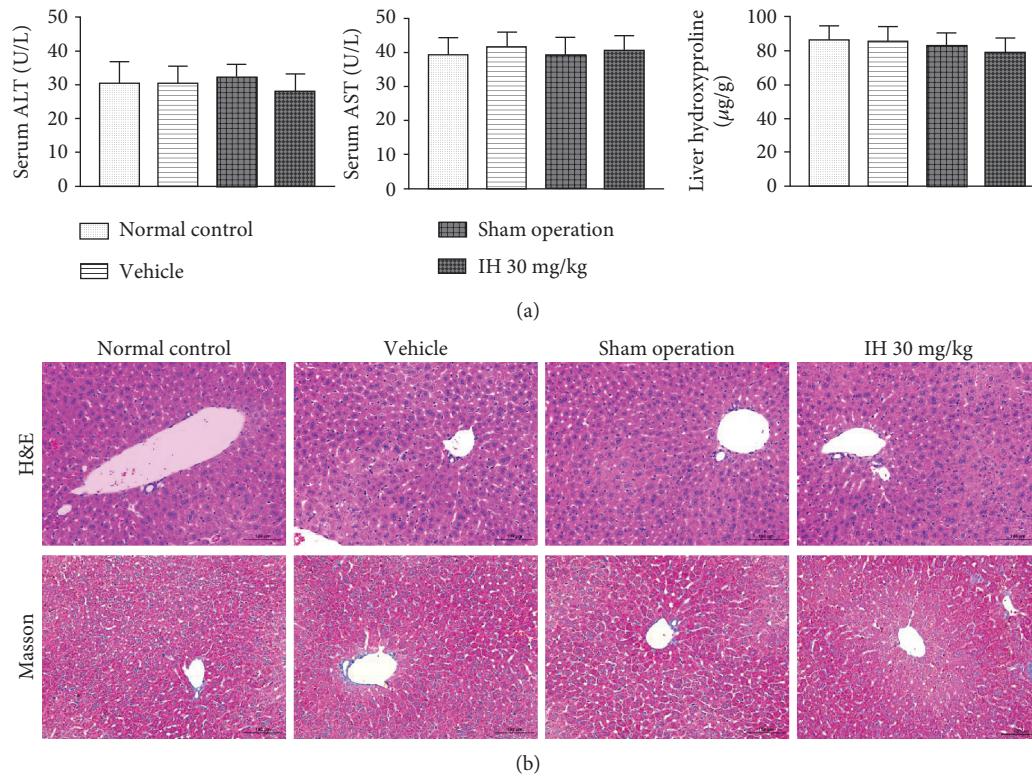 50
40
30
20
10
0
Serum ALT (U/L)
50
40
30
20
10
0
Serum AST (U/L)
100
80
60
40
20
0
Liver hydroxyproline
(µg/g)
Normal control
Vehicle
Sham operation
IH 30 mg/kg
(a)
Normal control Vehicle Sham operation IH 30 mg/kg
H&E
Masson
(b)